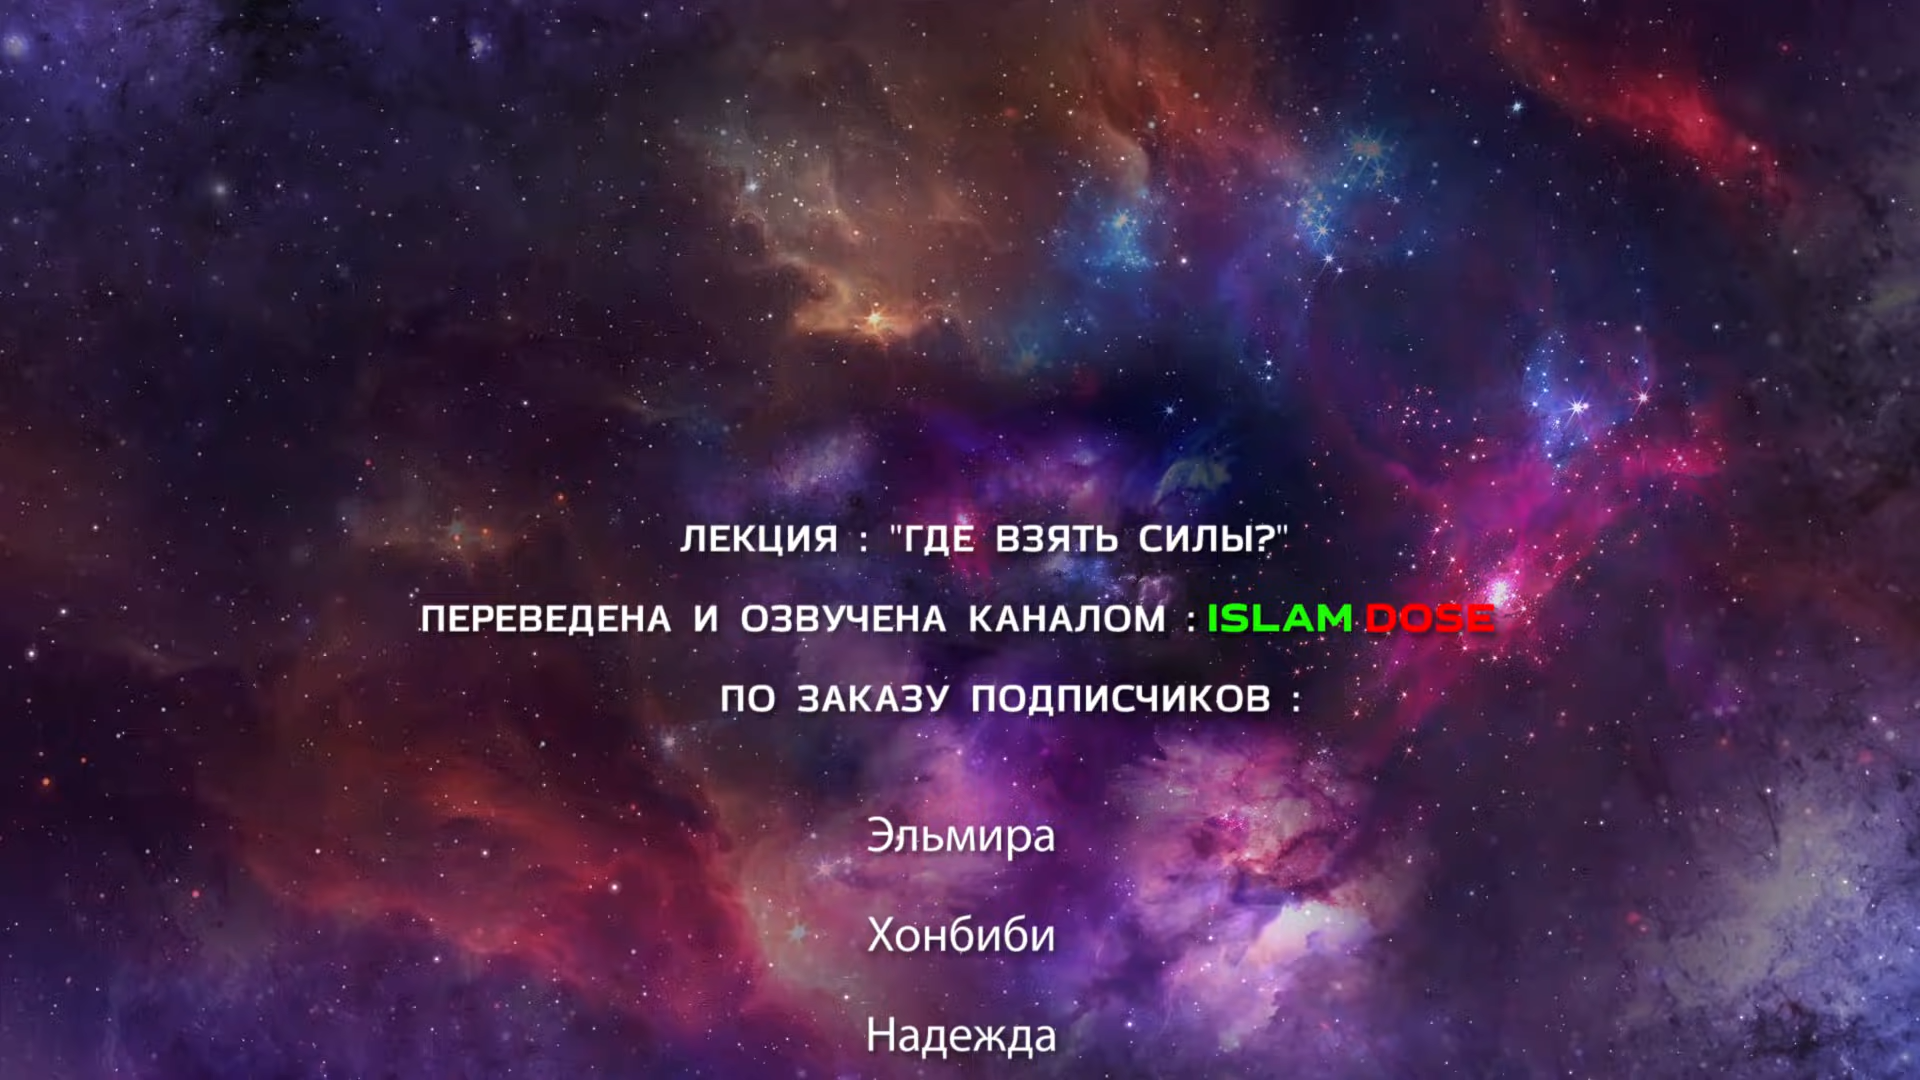 ЛЕКЦИЯ : "ГДЕ ВЗЯТЬ СИЛЫ?"
ПЕРЕВЕДЕНА И ОЗВУЧЕНА КАНАЛОМ : ISLAM DOSE
ПО ЗАКАЗУ ПОДПИСЧИКОВ :
Эльмира
Хонбиби
Надежда